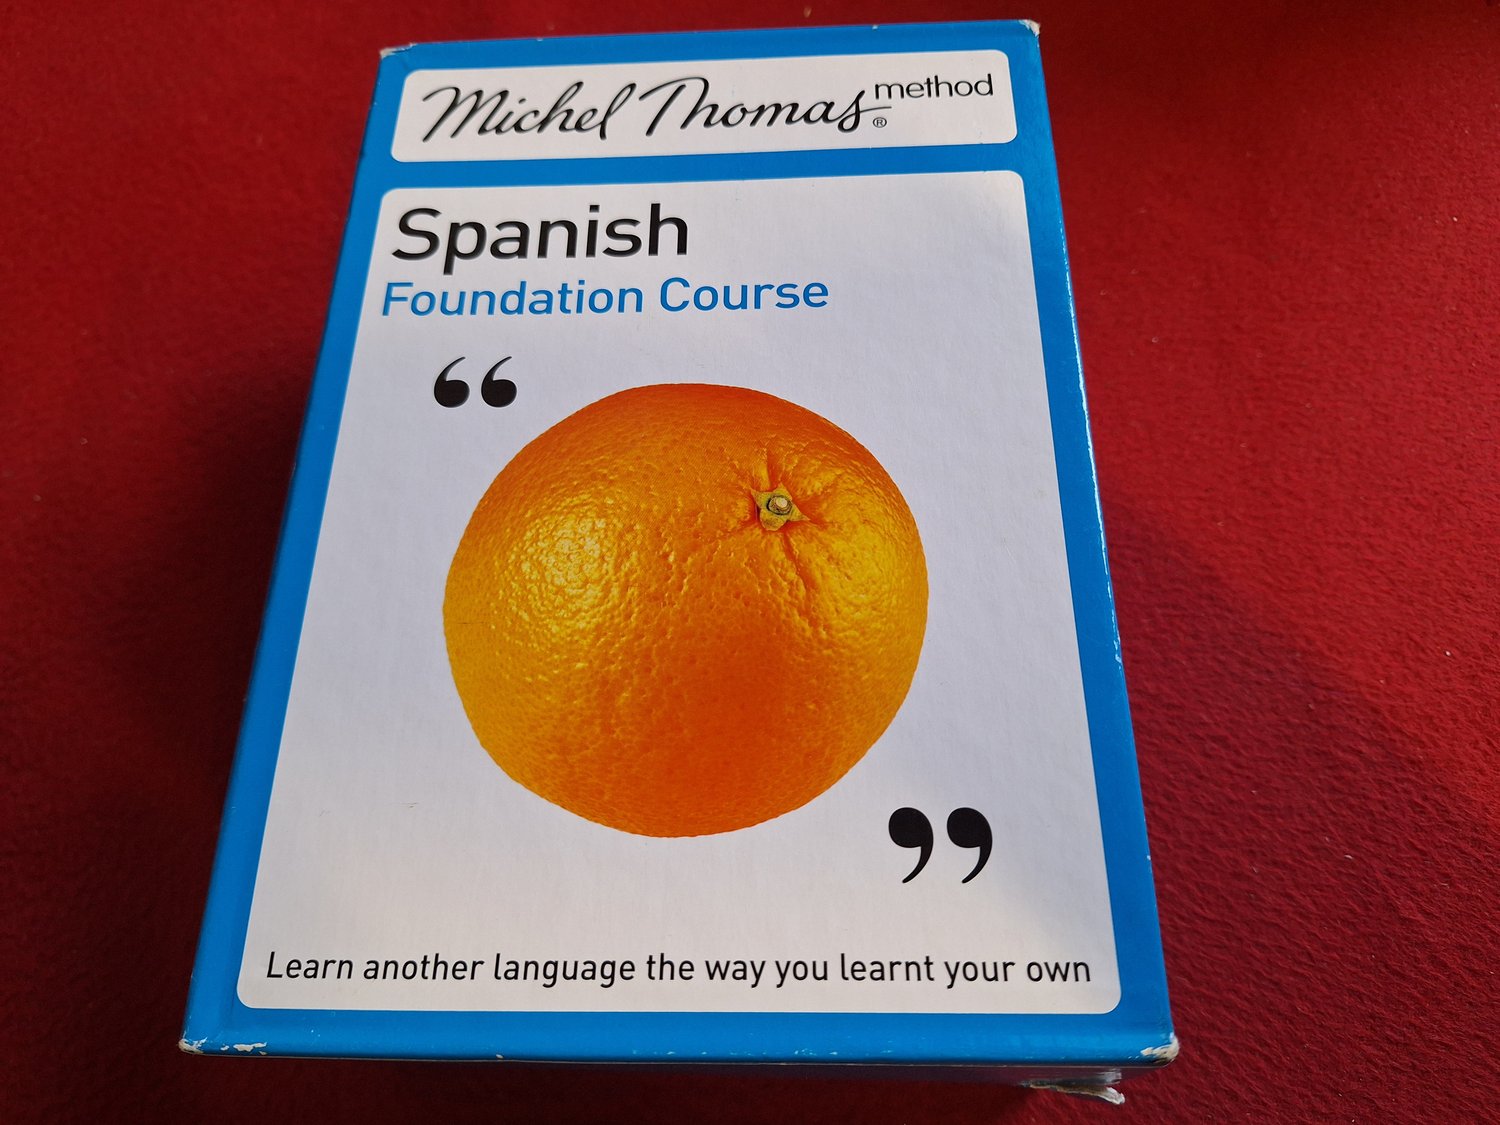 Michel Thomas method
®
Spanish
Foundation Course
“
”
Learn another language the way you learnt your own